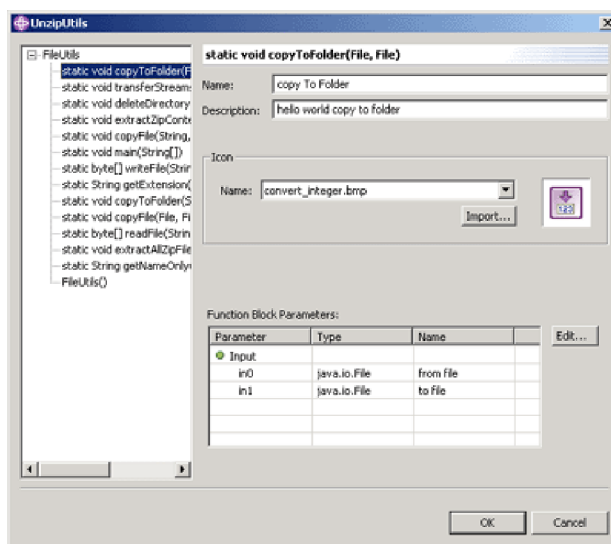 UnzipUtils
FileUtils
static void copyToFolder(F
static void transferStream
static void deleteDirectory
static void extractZipConte
static void copyFile(String,
static void main(String[])
static byte[] writeFile(Strin
static String getExtension(
static void copyToFolder(S
static void copyFile(File, Fi
static byte[] readFile(Strin
static void extractAllZipFile
static String getNameOnly
FileUtils()
static void copyToFolder(File, File)
Name: copy To Folder
Description: hello world copy to folder
Icon
Name: convert_integer.bmp
Import...
123
Function Block Parameters:
Parameter Type Name
Input
in0 java.io.File from file
in1 java.io.File to file
Edit...
OK Cancel